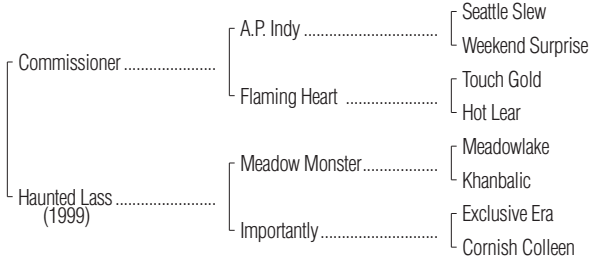 Seattle Slew
A.P. Indy ..............................
Weekend Surprise
Commissioner .....................
Touch Gold
Flaming Heart .....................
Hot Lear
Meadowlake
Meadow Monster.................
Khanbalic
Haunted Lass .......................
(1999)
Exclusive Era
Importantly...........................
Cornish Colleen